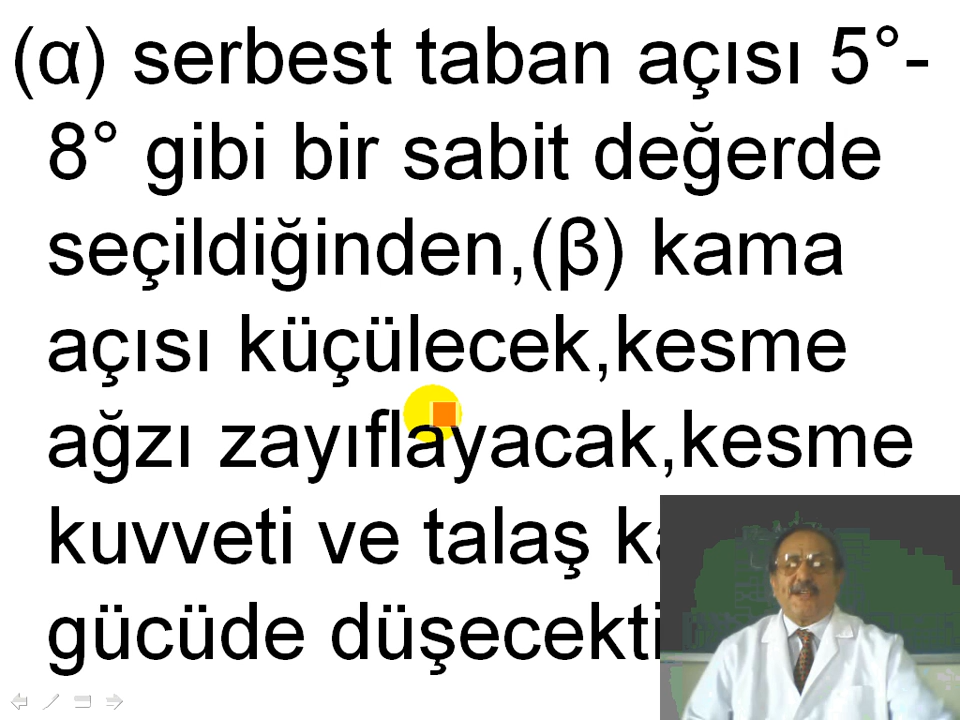 (α) serbest taban açısı 5°-
8° gibi bir sabit değerde
seçildiğinden,(β) kama
açısı küçülecek,kesme
ağzı zayıflayacak,kesme
kuvveti ve talaş
gücüde